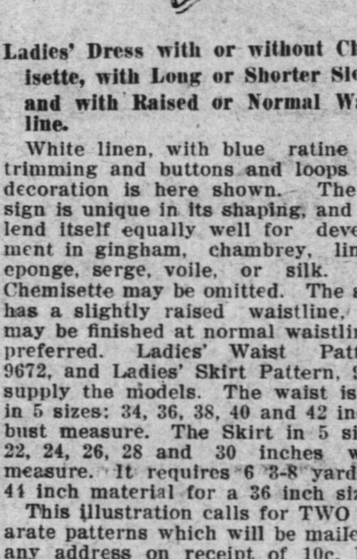 Ladies' Dress with or without Ch
isette, with Long or Shorter Sle
and with Raised or Normal Wa
line.
White linen, with blue ratine
trimming and buttons and loops
decoration is here shown. The
sign is unique in its shaping, and
lend itself equally well for deve
ment in gingham, chambrey, lin
eponge, serge, voile, or silk.
Chemisette may be omitted. The s
has a slightly raised waistline,
may be finished at normal waistlin
preferred. Ladies' Waist Patt
9672, and Ladies' Skirt Pattern, 9
supply the models. The waist is
in 5 sizes: 34, 36, 38, 40 and 42 in
bust measure. The Skirt in 5 si
22, 24, 26, 28 and 30 inches w
measure. It requires 6 3-8 yard
44 inch material for a 36 inch siz
This illustration calls for TWO
arate patterns which will be maile
any address on receipt of 10c.